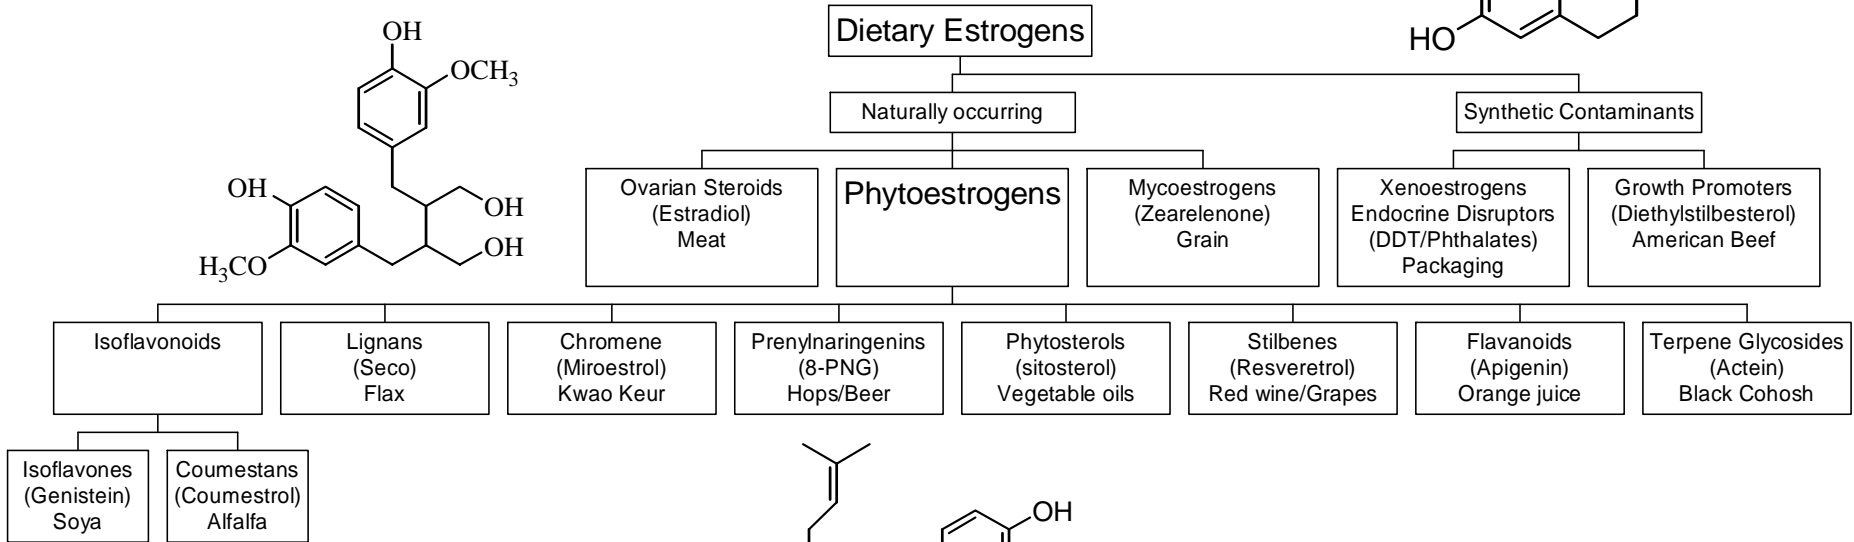 Dietary Estrogens
HO
OH
OCH3
OH
H3CO
OH
OH
Naturally occurring
Synthetic Contaminants
Ovarian Steroids
(Estradiol)
Meat
Phytoestrogens
Mycoestrogens
(Zearelenone)
Grain
Xenoestrogens
Endocrine Disruptors
(DDT/Phthalates)
Packaging
Growth Promoters
(Diethylstilbesterol)
American Beef
Isoflavonoids
Lignans
(Seco)
Flax
Chromene
(Miroestrol)
Kwao Keur
Prenylnaringenins
(8-PNG)
Hops/Beer
Phytosterols
(sitosterol)
Vegetable oils
Stilbenes
(Resveretrol)
Red wine/Grapes
Flavanoids
(Apigenin)
Orange juice
Terpene Glycosides
(Actein)
Black Cohosh
Isoflavones
(Genistein)
Soya
Coumestans
(Coumestrol)
Alfalfa
OH